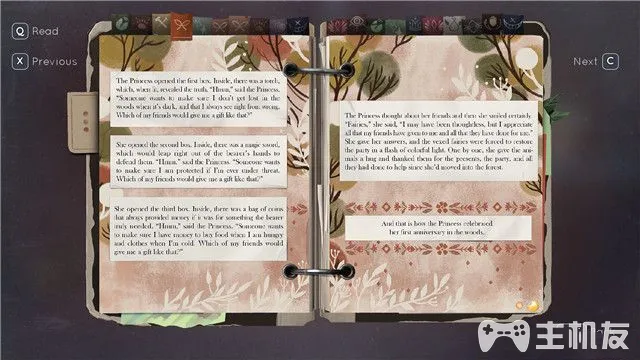 Q Read
X Previous
Next C
The Princess opened the first box. Inside, there was a torch,
which, when lit, revealed the truth. "Hmm," said the Princess.
"Someone wants to make sure I don't get lost in the
woods when it's dark, and that I always see right from wrong.
Which of my friends would give me a gift like that?"
She opened the second box. Inside, there was a magic sword,
which would leap right out of the bearer's hands to
defend them. "Hmm," said the Princess. "Someone wants
to make sure I am protected if I'm ever under threat.
Which of my friends would give me a gift like that?"
She opened the third box. Inside, there was a bag of coins
that always provided money if it was for something the bearer
truly needed. "Hmm," said the Princess. "Someone wants
to make sure I have money to buy food when I am hungry
and clothes when I'm cold. Which of my friends would
give me a gift like that?"
The Princess thought about her friends and then she smiled certainly.
"Fairies," she said, "I may have been thoughtless, but I appreciate
all that my friends have given to me and all that they have done for me."
She gave her answers, and the vexed fairies were forced to restore
the party in a flash of colorful light. One by one, she gave the ani-
mals a hug and thanked them for the presents, the party, and all
they had done to help since she'd moved into the forest.
And that is how the Princess celebrated
her first anniversary in the woods.
主机友